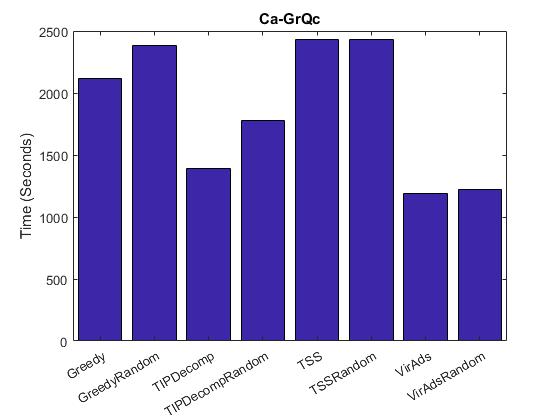 Ca-GrQc
2500
2000
1500
1000
500
0
Time (Seconds)
Greedy
GreedyRandom
TIPDecomp
TIPDecompRandom
TSS
TSSRandom
VirAds
VirAdsRandom